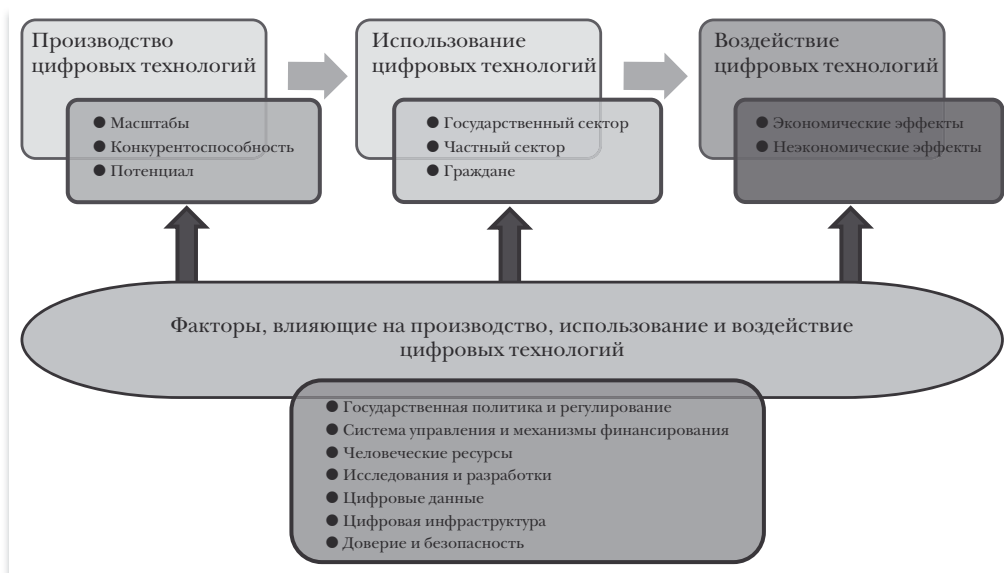 Производство
цифровых технологий
● Масштабы
● Конкурентоспособность
● Потенциал
Использование
цифровых технологий
● Государственный сектор
● Частный сектор
● Граждане
Воздействие
цифровых технологий
● Экономические эффекты
● Неэкономические эффекты
Факторы, влияющие на производство, использование и воздействие
цифровых технологий
● Государственная политика и регулирование
● Система управления и механизмы финансирования
● Человеческие ресурсы
● Исследования и разработки
● Цифровые данные
● Цифровая инфраструктура
● Доверие и безопасность